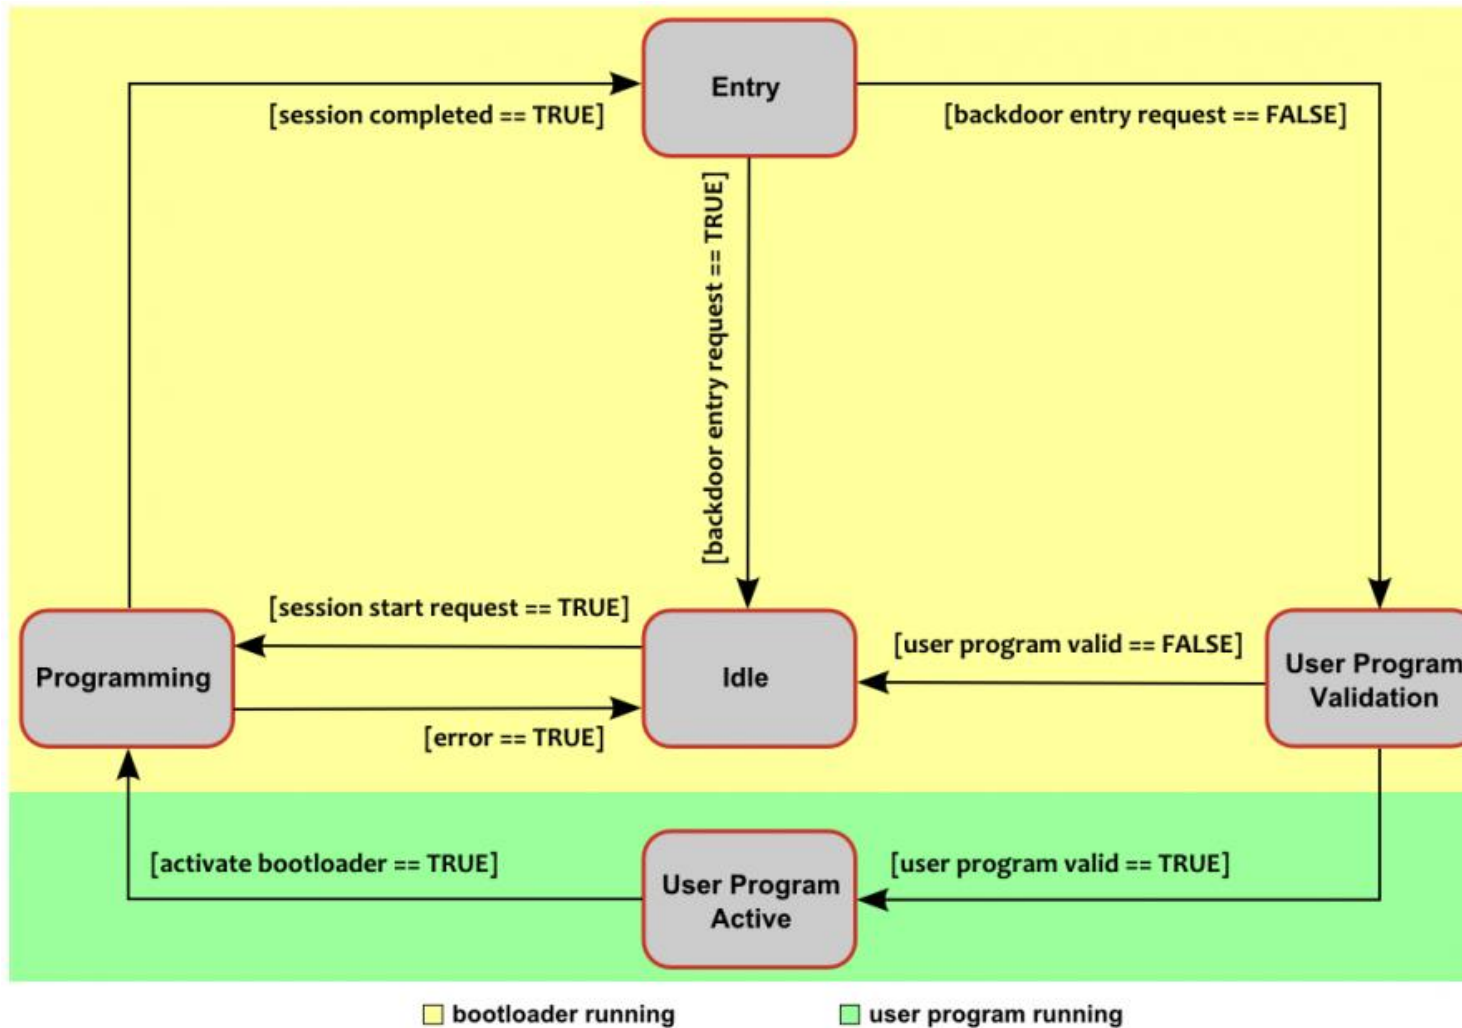 Entry
[session completed == TRUE]
[backdoor entry request == FALSE]
[backdoor entry request == TRUE]
[session start request == TRUE]
[user program valid == FALSE]
Programming
Idle
User Program
Validation
[error == TRUE]
[activate bootloader == TRUE]
User Program
Active
[user program valid == TRUE]
bootloader running
user program running